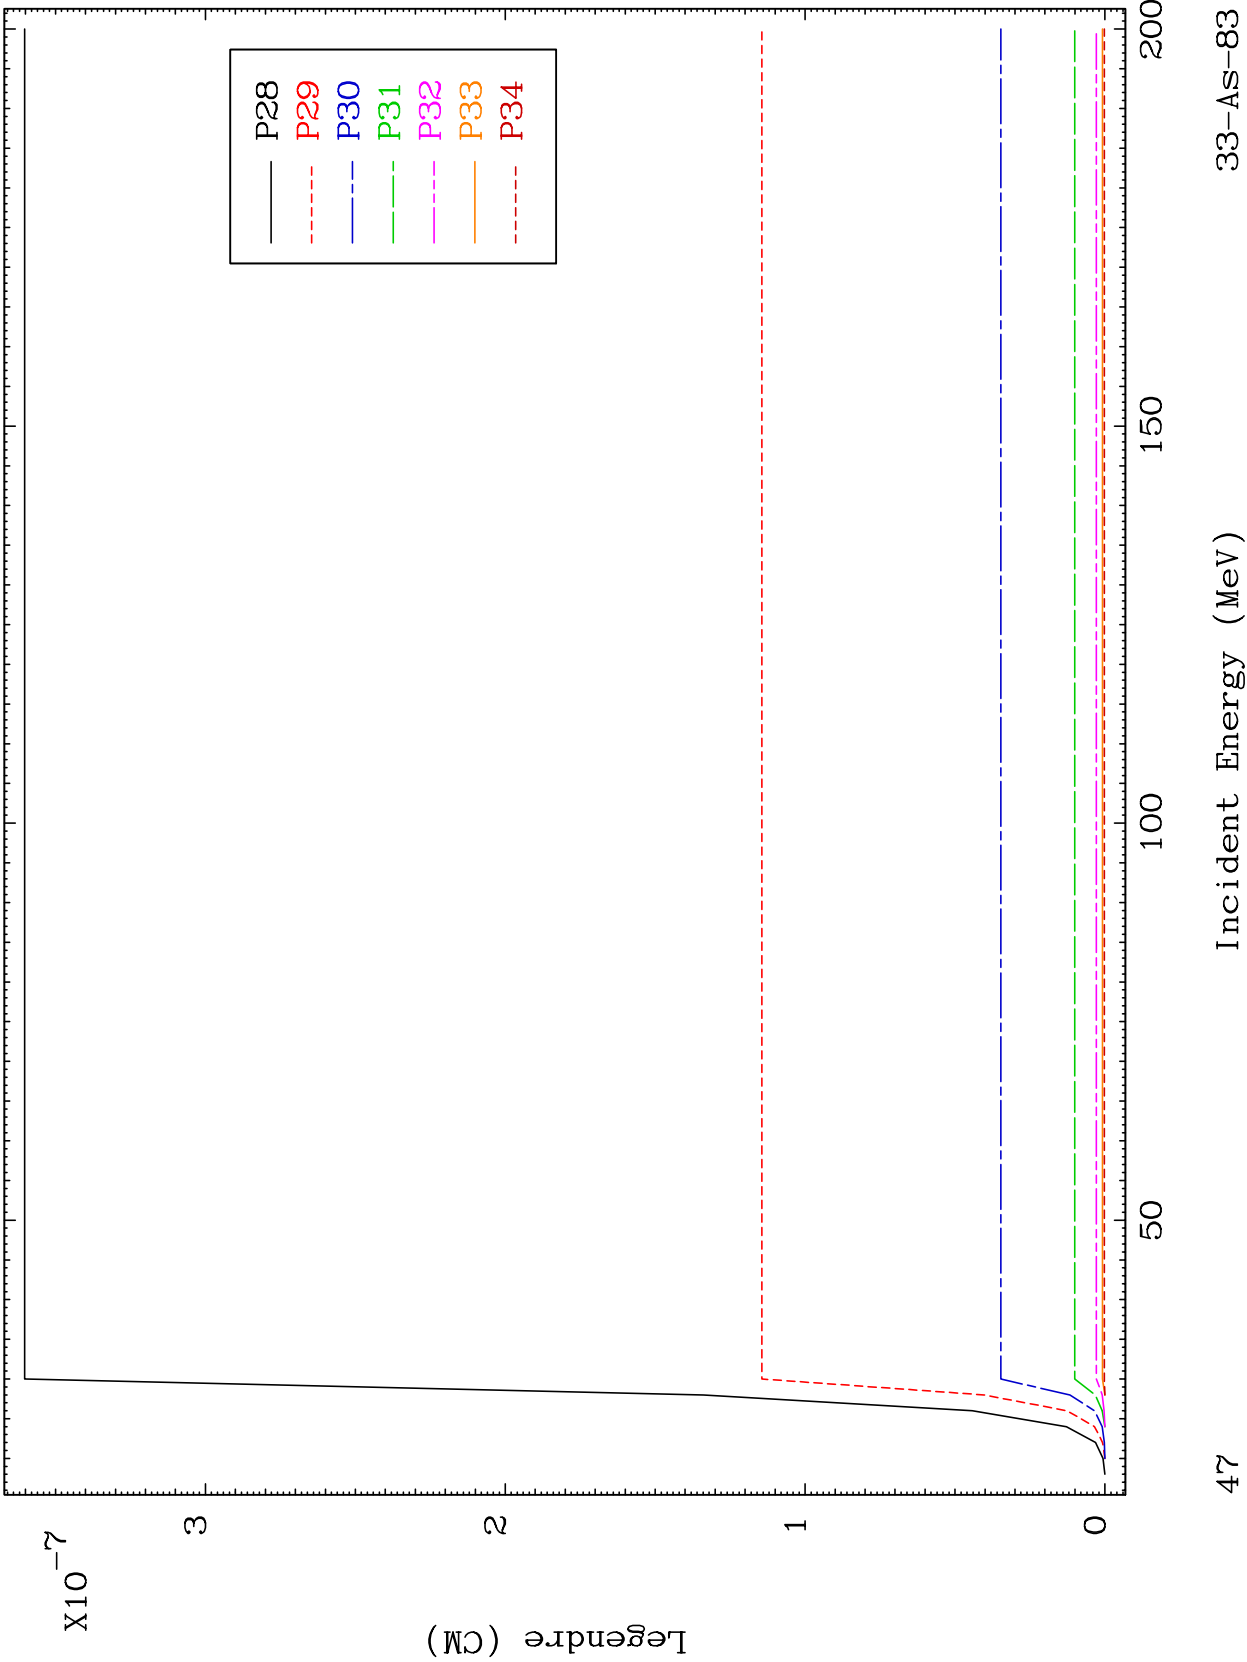 X10-7
Legendre (CM)
3
2
1
0
P28
P29
P30
P31
P32
P33
P34
50
100
150
200
Incident Energy (MeV)
47
33-As-83